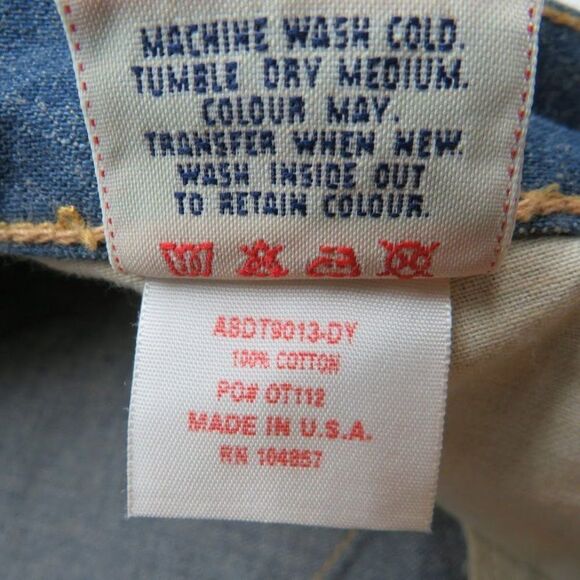 MACHINE WASH COLD.
TUMBLE DRY MEDIUM.
COLOUR MAY.
TRANSFER WHEN NEW.
WASH INSIDE OUT
TO RETAIN COLOUR.
A8DT9013-DY
100% COTTON
PO# OT112
MADE IN U.S.A.
RN 104857